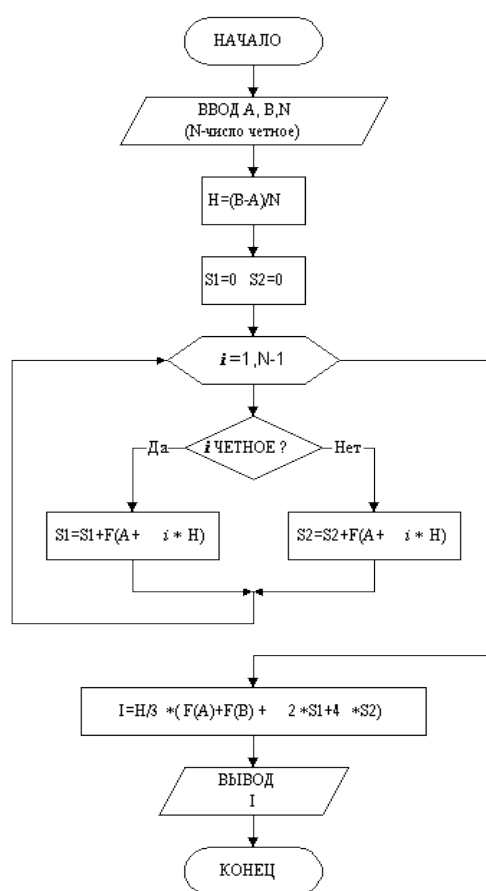 НАЧАЛО
ВВОД A, B,N
(N-число четное)
H=(B-A)/N
S1=0 S2=0
i=1,N-1
Да
i ЧЕТНОЕ ?
Нет
S1=S1+F(A+ i * H)
S2=S2+F(A+ i * H)
I=H/3 *( F(A)+F(B) + 2 *S1+4 *S2)
ВЫВОД
I
КОНЕЦ